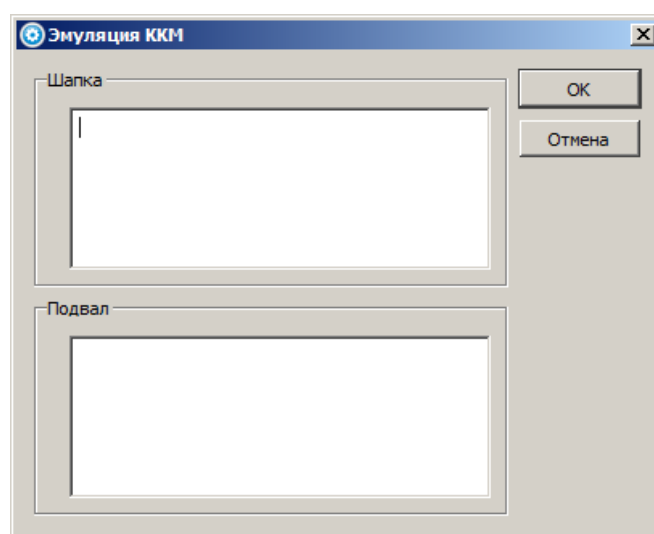 Эмуляция ККМ
Шапка
OK
Отмена
Подвал